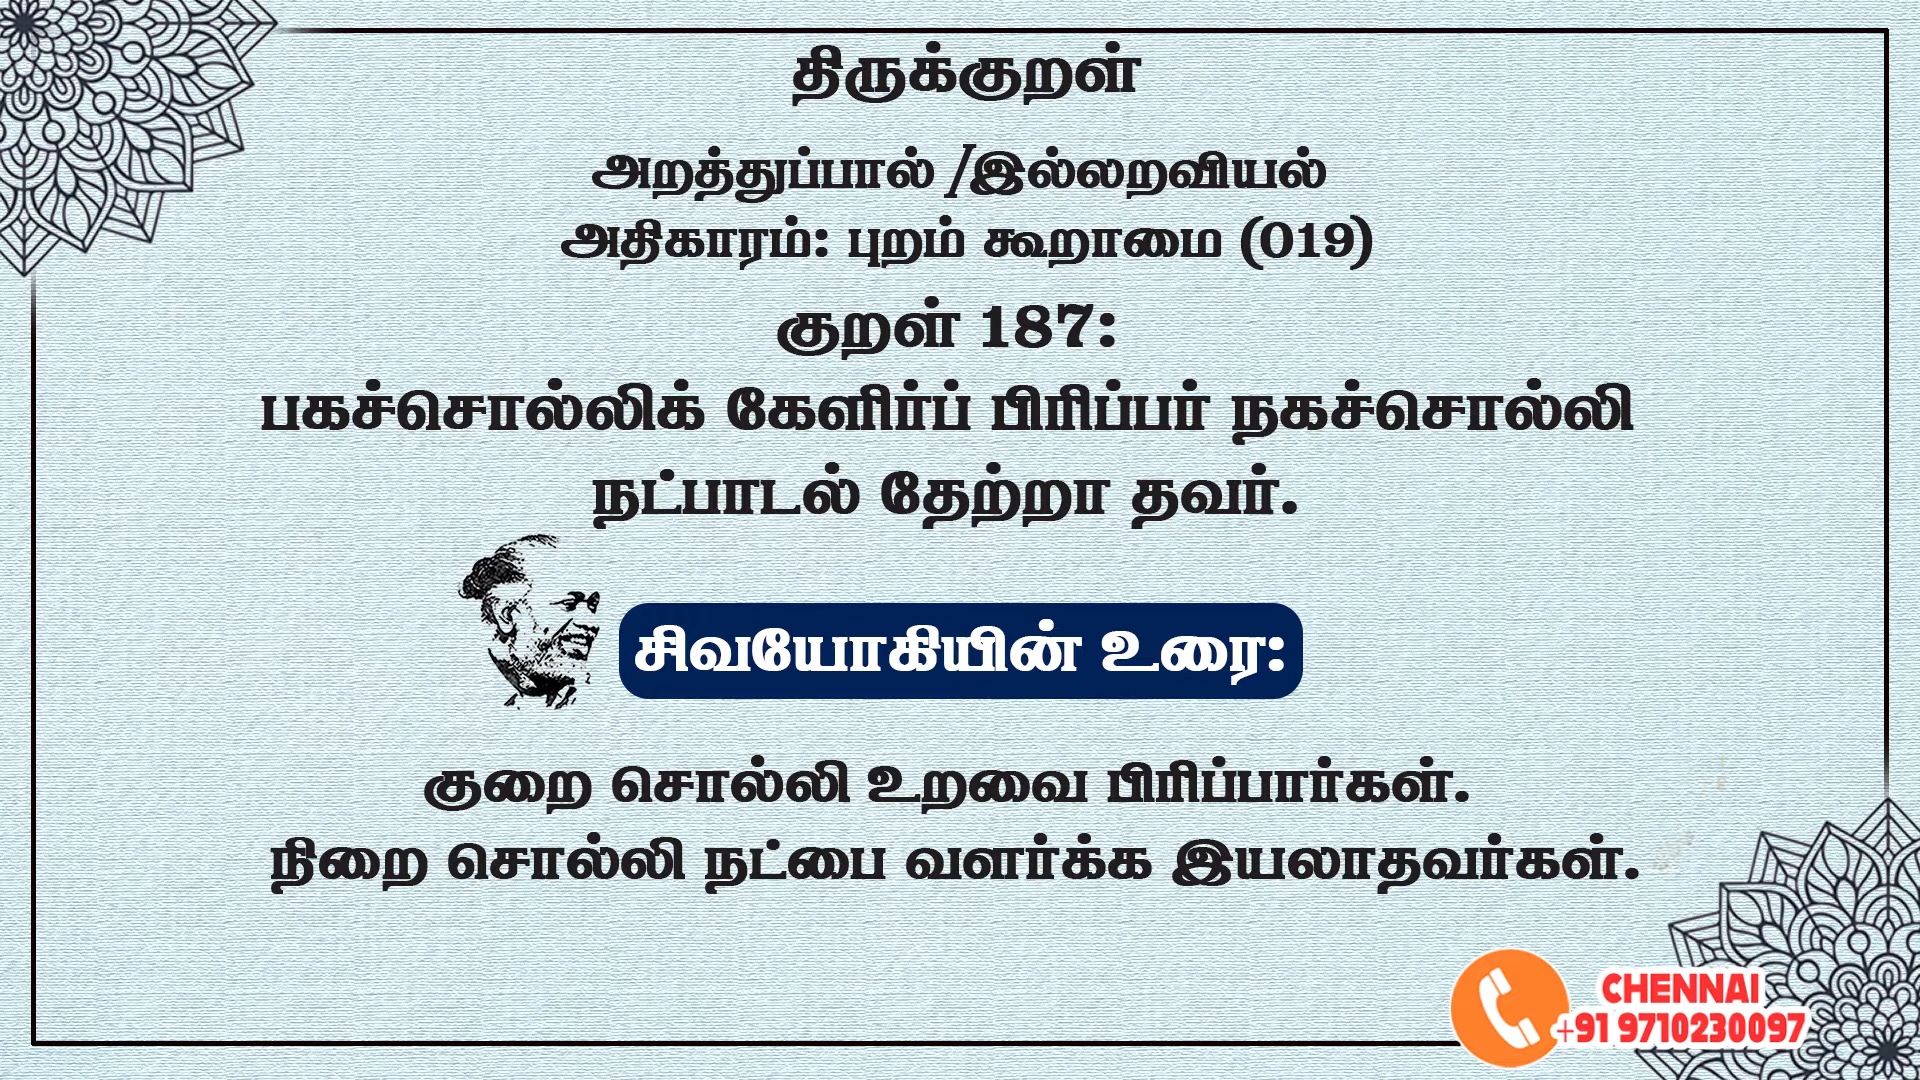 திருக்குறள்
அறத்துப்பால் /இல்லறவியல்
அதிகாரம்: புறம் கூறாமை (019)
குறள் 187:
பகச்சொல்லிக் கேளிர்ப் பிரிப்பர் நகச்சொல்லி
நட்பாடல் தேற்றா தவர்.
சிவயோகியின் உரை:
குறை சொல்லி உறவை பிரிப்பார்கள்.
நிறை சொல்லி நட்பை வளர்க்க இயலாதவர்கள்.
CHENNAI
+91 9710230097